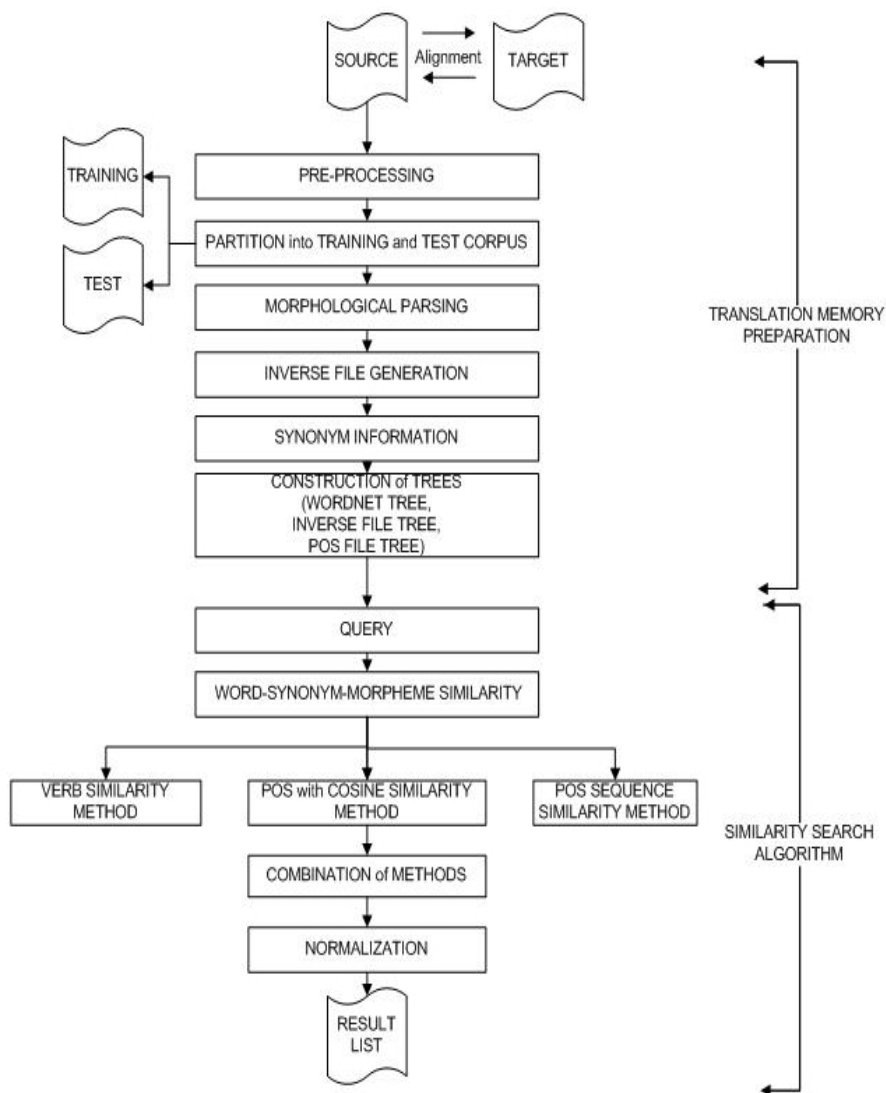 SOURCE
Alignment
TARGET
TRAINING
PRE-PROCESSING
PARTITION into TRAINING and TEST CORPUS
TEST
MORPHOLOGICAL PARSING
INVERSE FILE GENERATION
SYNONYM INFORMATION
CONSTRUCTION of TREES
(WORDNET TREE,
INVERSE FILE TREE,
POS FILE TREE)
TRANSLATION MEMORY
PREPARATION
QUERY
WORD-SYNONYM-MORPHEME SIMILARITY
VERB SIMILARITY
METHOD
POS with COSINE SIMILARITY
METHOD
POS SEQUENCE
SIMILARITY METHOD
COMBINATION of METHODS
NORMALIZATION
RESULT
LIST
SIMILARITY SEARCH
ALGORITHM